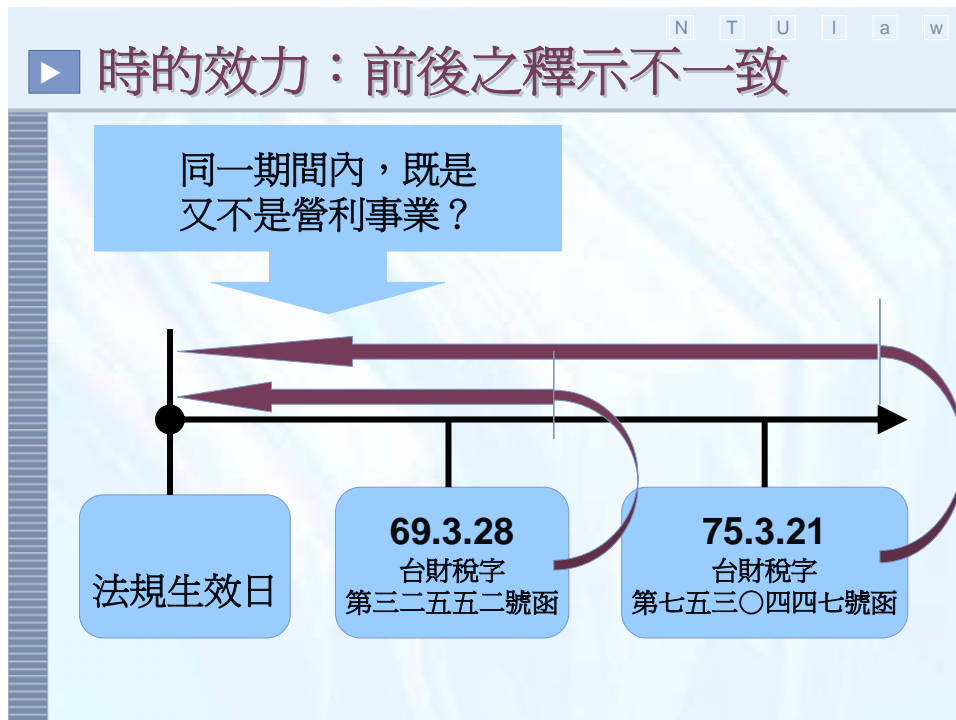 N T U l a w
時的效力：前後之釋示不一致
同一期間內，既是
又不是營利事業？
法規生效日
69.3.28
台財稅字
第三二五五二號函
75.3.21
台財稅字
第七五三〇四四七號函